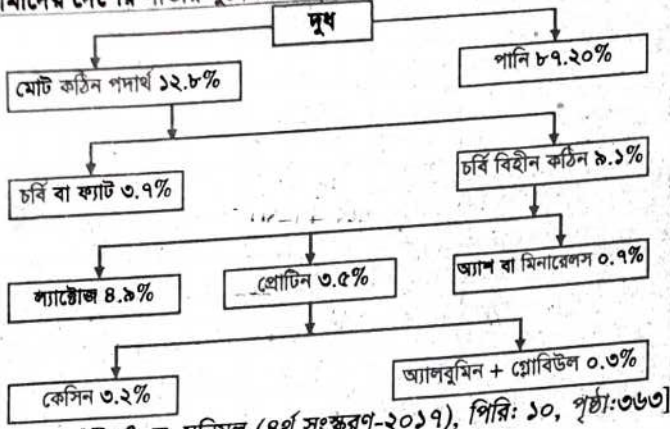 দেশের গাভীর
দুধ
মোট কঠিন পদার্থ ১২.৮%
পানি ৮৭.২০%
চর্বি বা ফ্যাট ৩.৭%
চর্বি বিহীন কঠিন ৯.১%
ল্যাক্টোজ ৪.৯%
প্রোটিন ৩.৫%
অ্যাশ বা মিনারেলস ০.৭%
কেসিন ৩.২%
অ্যালবুমিন + গ্লোবিউল ০.৩%
(৪র্থ সংস্করণ-২০১৭), পিরি: ১০, পৃষ্ঠা:৩৬৩]